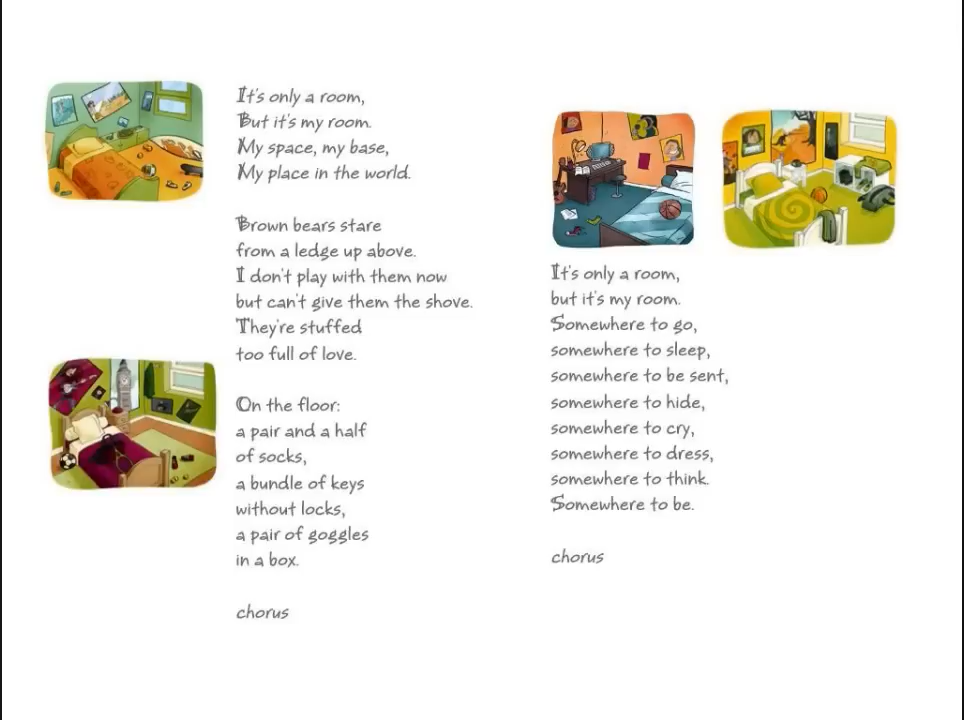 It's only a room,
But it's my room.
My space, my base,
My place in the world.
Brown bears stare
from a ledge up above.
I don't play with them now
but can't give them the shove.
They're stuffed
too full of love.
On the floor:
a pair and a half
of socks,
a bundle of keys
without locks,
a pair of goggles
in a box.
chorus
It's only a room,
but it's my room.
Somewhere to go,
somewhere to sleep,
somewhere to be sent,
somewhere to hide,
somewhere to cry,
somewhere to dress,
somewhere to think.
Somewhere to be.
chorus